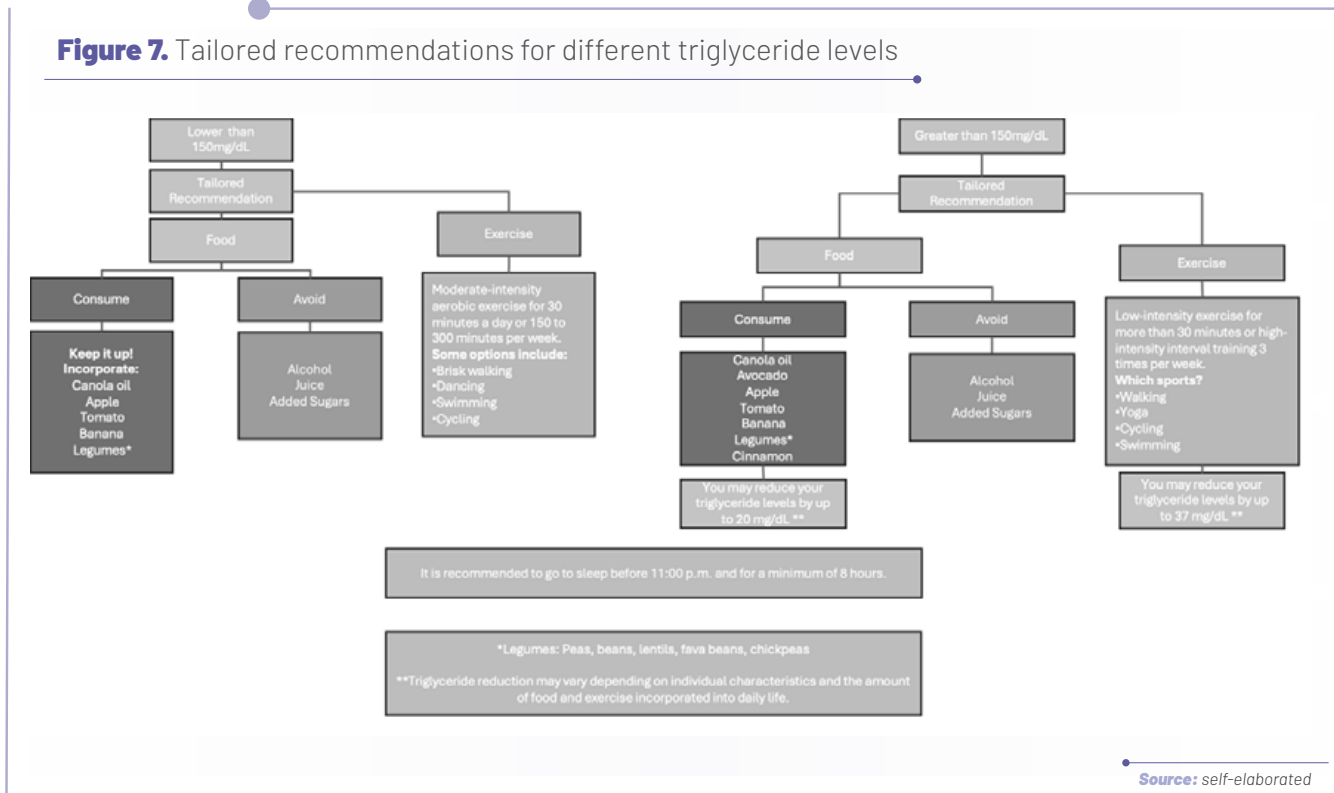 Figure 7. Tailored recommendations for different triglyceride levels
Lower than
150mg/dL
Tailored
Recommendation
Food
Consume
Keep it up!
Incorporate:
Canola oil
Apple
Tomato
Banana
Legumes*
Avoid
Alcohol
Juice
Added Sugars
Exercise
Moderate-intensity
aerobic exercise for 30
minutes a day or 150 to
300 minutes per week.
Some options include:
•Brisk walking
•Dancing
•Swimming
•Cycling
Greater than 150mg/dL
Tailored
Recommendation
Food
Consume
Canola oil
Avocado
Apple
Tomato
Banana
Legumes*
Cinnamon
You may reduce your
triglyceride levels by up
to 20 mg/dL **
Avoid
Alcohol
Juice
Added Sugars
Exercise
Low-intensity exercise for
more than 30 minutes or high-
intensity interval training 3
times per week.
Which sports?
•Walking
•Yoga
•Cycling
•Swimming
You may reduce your
triglyceride levels by up
to 37 mg/dL **
It is recommended to go to sleep before 11:00 p.m. and for a minimum of 8 hours.
*Legumes: Peas, beans, lentils, fava beans, chickpeas
**Triglyceride reduction may vary depending on individual characteristics and the amount
of food and exercise incorporated into daily life.
Source: self-elaborated